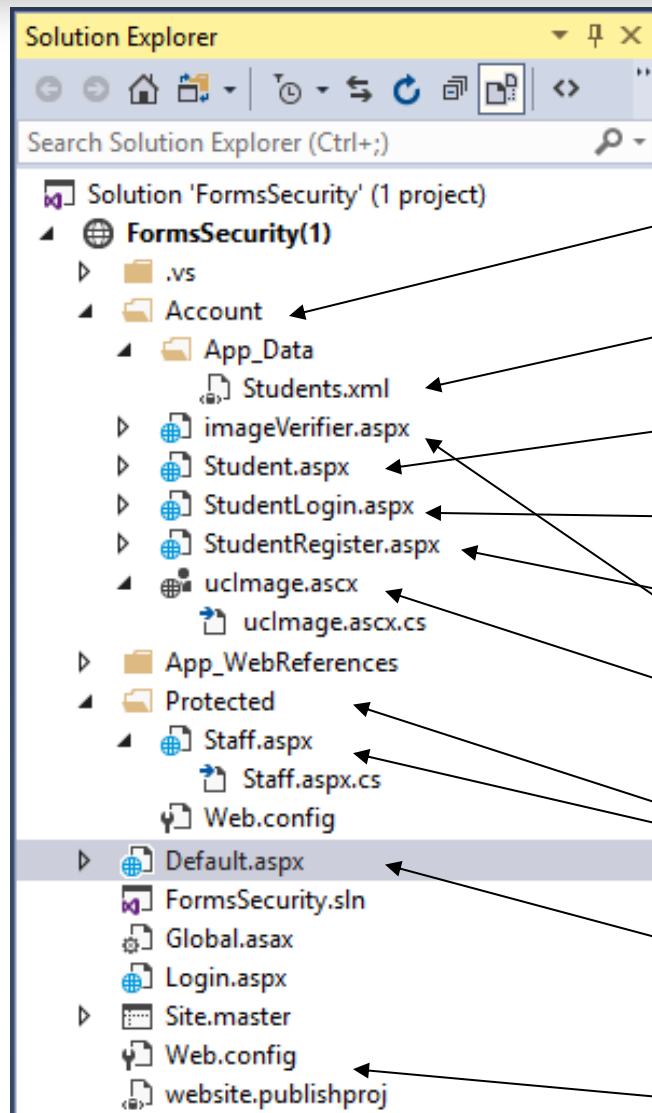 Solution Explorer
Search Solution Explorer (Ctrl+;)
Solution 'FormsSecurity' (1 project)
FormsSecurity(1)
.vs
Account
App_Data
Students.xml
imageVerifier.aspx
Student.aspx
StudentLogin.aspx
StudentRegister.aspx
ucImage.ascx
ucImage.ascx.cs
App_WebReferences
Protected
Staff.aspx
Staff.aspx.cs
Web.config
Default.aspx
FormsSecurity.sln
Global.asax
Login.aspx
Site.master
Web.config
website.publishproj